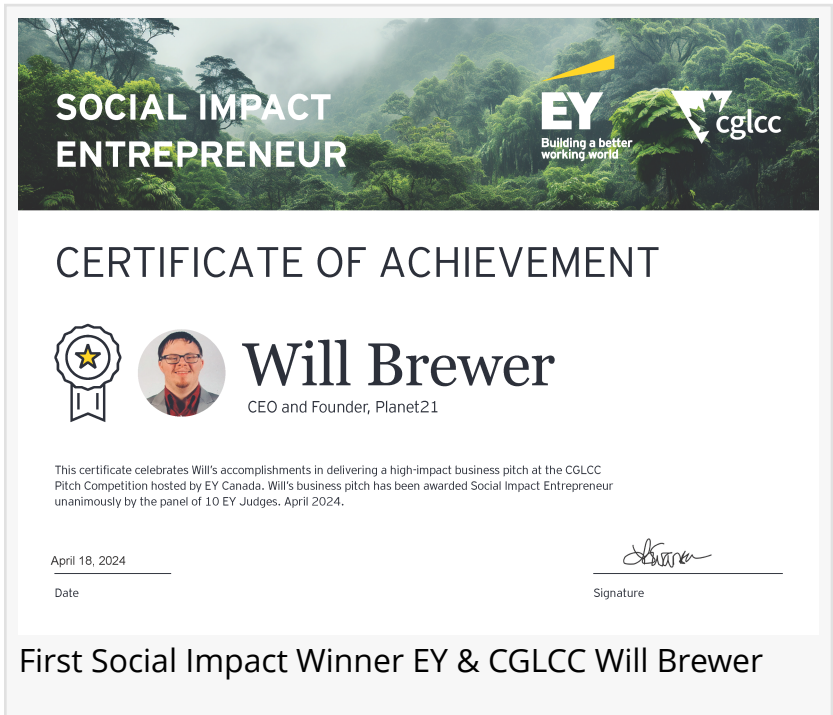 SOCIAL IMPACT
ENTREPRENEUR
EY
Building a better
working world
cglcc
CERTIFICATE OF ACHIEVEMENT
Will Brewer
CEO and Founder, Planet21
This certificate celebrates Will's accomplishments in delivering a high-impact business pitch at the CGLCC
Pitch Competition hosted by EY Canada. Will's business pitch has been awarded Social Impact Entrepreneur
unanimously by the panel of 10 EY Judges. April 2024.
April 18, 2024
Date
Signature
First Social Impact Winner EY & CGLCC Will Brewer